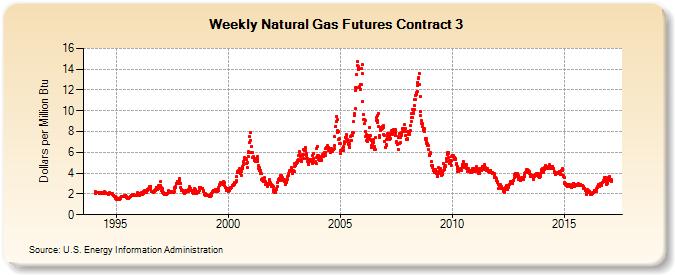 Weekly Natural Gas Futures Contract 3
Dollars per Million Btu
16
14
12
10
8
6
4
2
0
1995 2000 2005 2010 2015
Source: U.S. Energy Information Administration